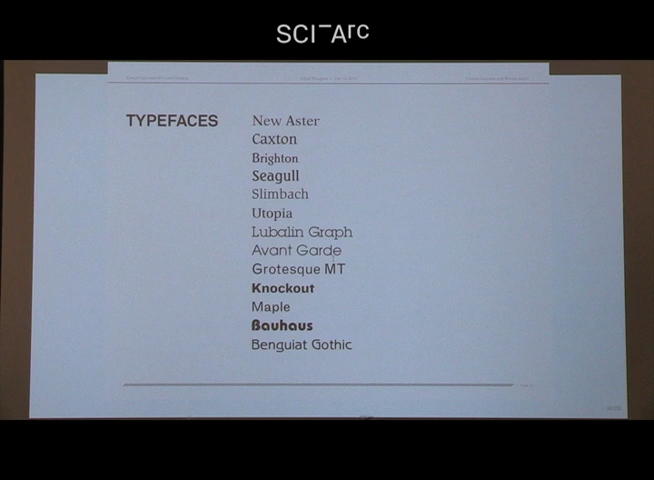 SCI-Arc
TYPEFACES
New Aster
Caxton
Brighton
Seagull
Slimbach
Utopia
Lubalin Graph
Avant Garde
Grotesque MT
Knockout
Maple
Bauhaus
Benguiat Gothic